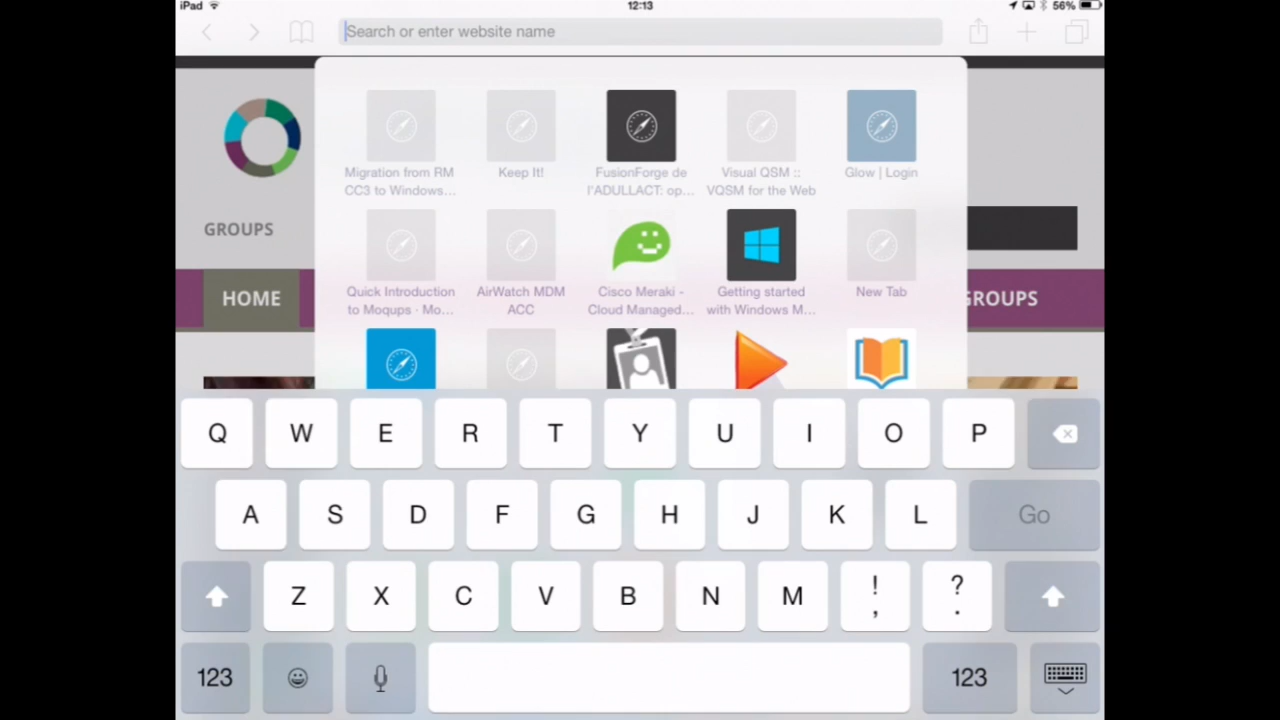 iPad 12:13 56%
Search or enter website name
Migration from RM CC3 to Windows...
Keep It!
FusionForge de l'ADULLACT: op...
Visual QSM :: VQSM for the Web
Glow | Login
GROUPS
Quick Introduction to Moqups · Mo...
AirWatch MDM ACC
Cisco Meraki - Cloud Managed...
Getting started with Windows M...
New Tab
HOME
GROUPS
Q W E R T Y U I O P
A S D F G H J K L Go
Z X C V B N M ! , ? .
123 123